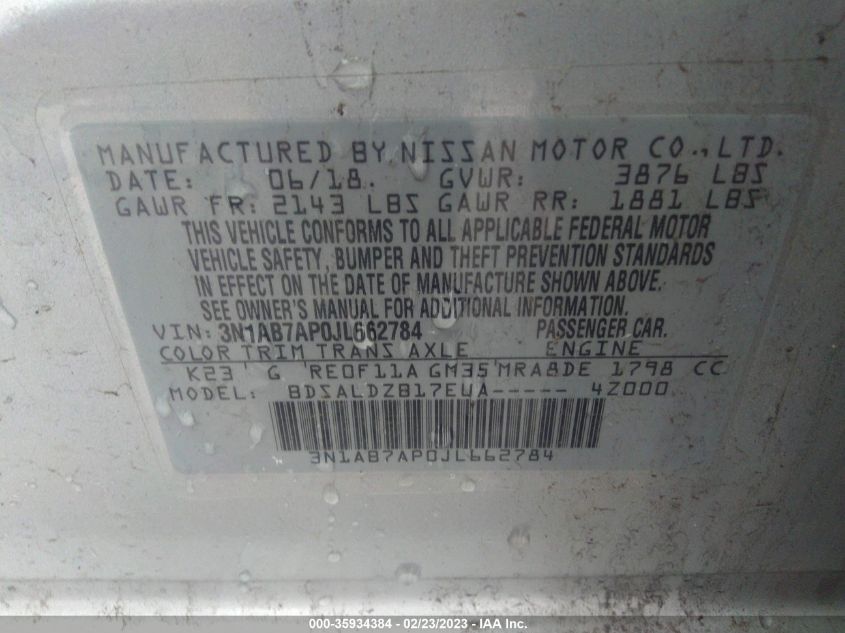 MANUFACTURED BY NISSAN MOTOR CO., LTD.
DATE: 06/18. GVWR: 3876 LBS
GAWR FR: 2143 LBS GAWR RR: 1881 LBS
THIS VEHICLE CONFORMS TO ALL APPLICABLE FEDERAL MOTOR
VEHICLE SAFETY, BUMPER AND THEFT PREVENTION STANDARDS
IN EFFECT ON THE DATE OF MANUFACTURE SHOWN ABOVE.
SEE OWNER'S MANUAL FOR ADDITIONAL INFORMATION.
VIN: 3N1AB7AP0JL662784 PASSENGER CAR.
COLOR TRIM TRANS AXLE ENGINE
K23 G RE0F11A GM35 MRA8DE 1798 CC
MODEL: BDSALDZB17EUA----- 4Z000
3N1AB7AP0JL662784
000-35934384 - 02/23/2023 - IAA Inc.